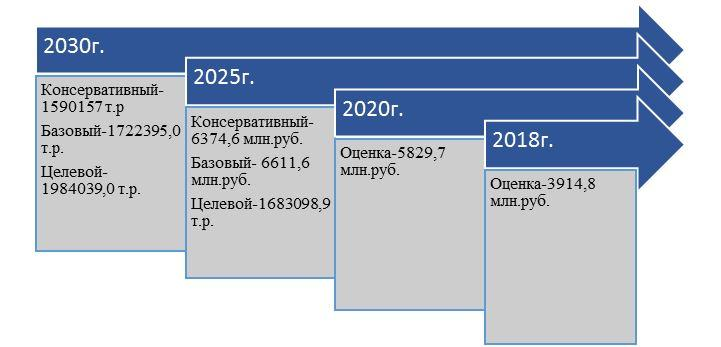 2030г.
Консервативный-
1590157 т.р
Базовый-1722395,0
т.р.
Целевой-
1984039,0 т.р.
2025г.
Консервативный-
6374,6 млн.руб.
Базовый- 6611,6
млн.руб.
Целевой-1683098,9
т.р.
2020г.
Оценка-5829,7
млн.руб.
2018г.
Оценка-3914,8
млн.руб.